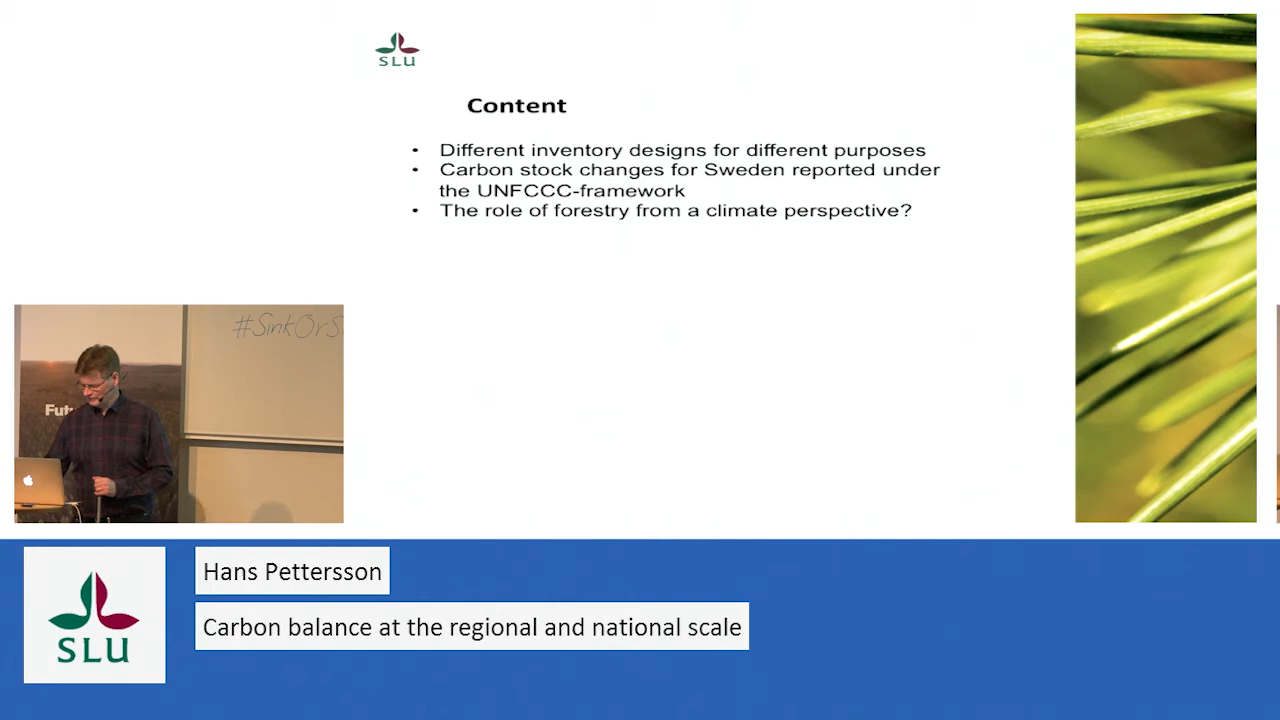 SLU
Content
• Different inventory designs for different purposes
• Carbon stock changes for Sweden reported under
the UNFCCC-framework
• The role of forestry from a climate perspective?
#SinkOrS
Fut
SLU
Hans Pettersson
Carbon balance at the regional and national scale